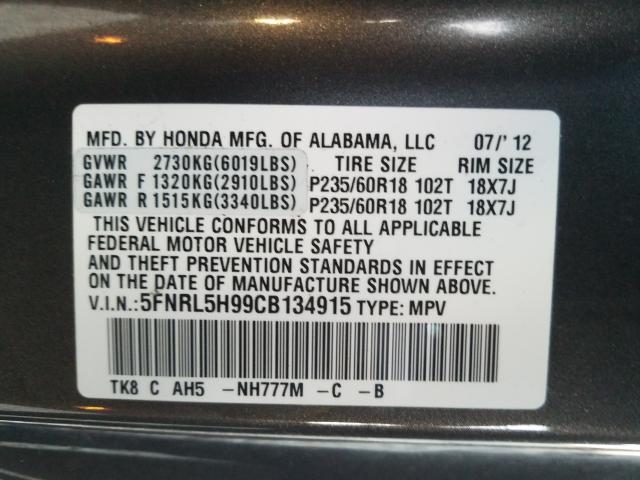 MFD. BY HONDA MFG. OF ALABAMA, LLC 07/' 12
GVWR 2730KG(6019LBS) TIRE SIZE RIM SIZE
GAWR F 1320KG(2910LBS) P235/60R18 102T 18X7J
GAWR R 1515KG(3340LBS) P235/60R18 102T 18X7J
THIS VEHICLE CONFORMS TO ALL APPLICABLE
FEDERAL MOTOR VEHICLE SAFETY
AND THEFT PREVENTION STANDARDS IN EFFECT
ON THE DATE OF MANUFACTURE SHOWN ABOVE.
V.I.N.:5FNRL5H99CB134915 TYPE: MPV
TK8 C AH5 -NH777M -C -B